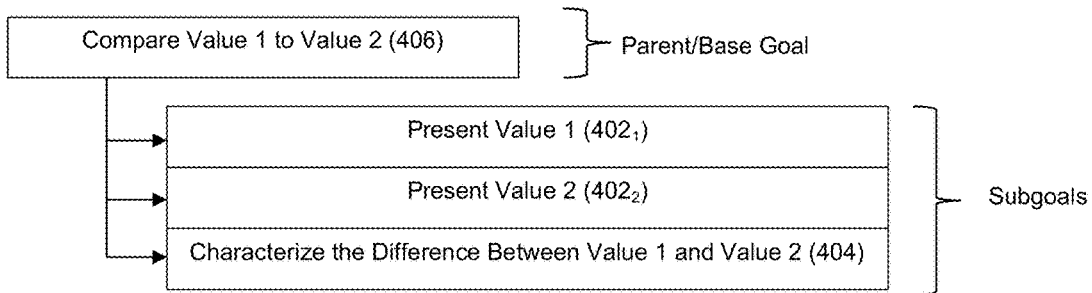 Compare Value 1 to Value 2 (406)
Parent/Base Goal
Present Value 1 (402₁)
Present Value 2 (402₂)
Subgoals
Characterize the Difference Between Value 1 and Value 2 (404)